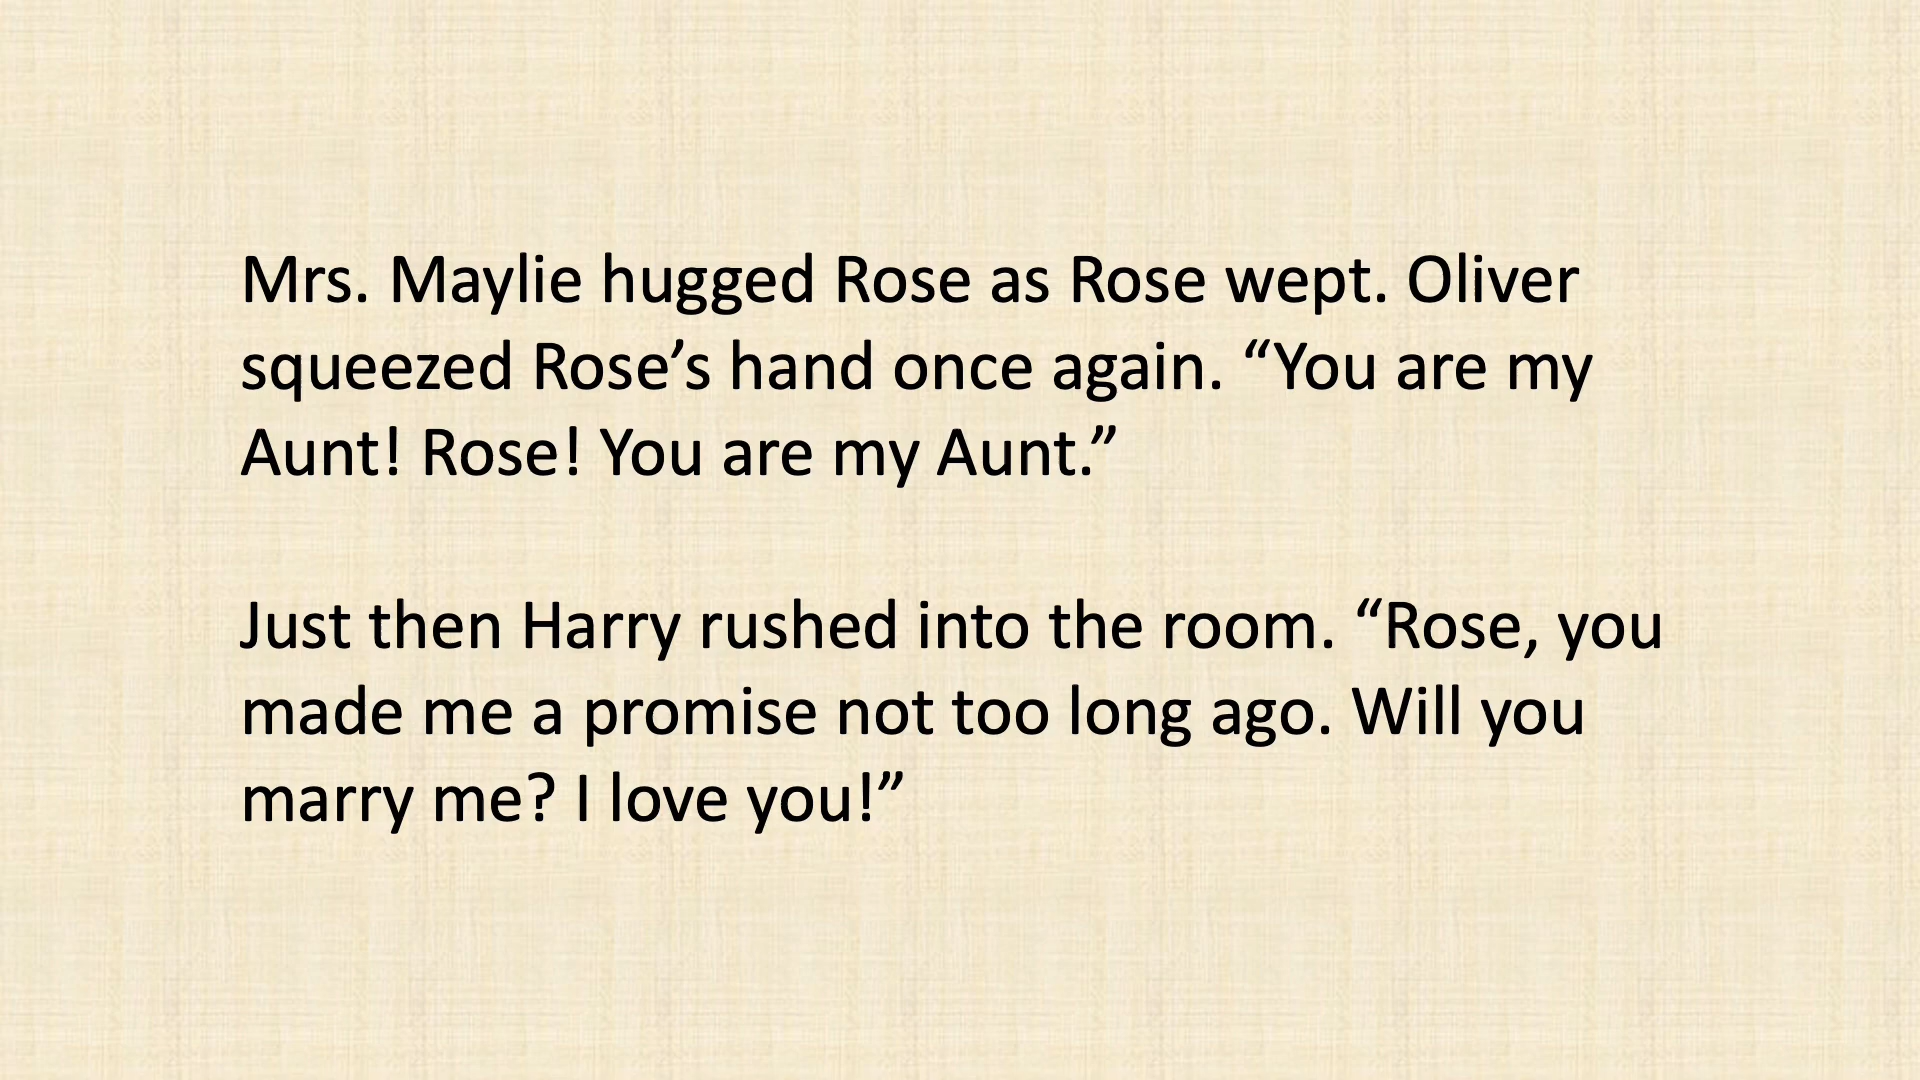 Mrs. Maylie hugged Rose as Rose wept. Oliver
squeezed Rose’s hand once again. “You are my
Aunt! Rose! You are my Aunt.”
Just then Harry rushed into the room. “Rose, you
made me a promise not too long ago. Will you
marry me? I love you!”